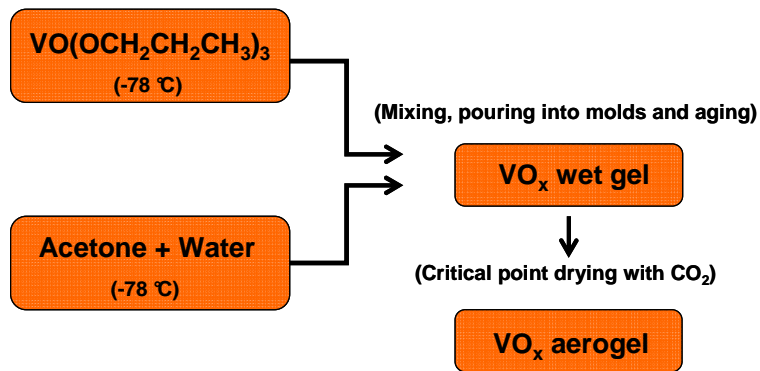 VO(OCH₂CH₂CH₃)₃
(-78 ℃)
(Mixing, pouring into molds and aging)
VOₓ wet gel
Acetone + Water
(-78 ℃)
(Critical point drying with CO₂)
VOₓ aerogel